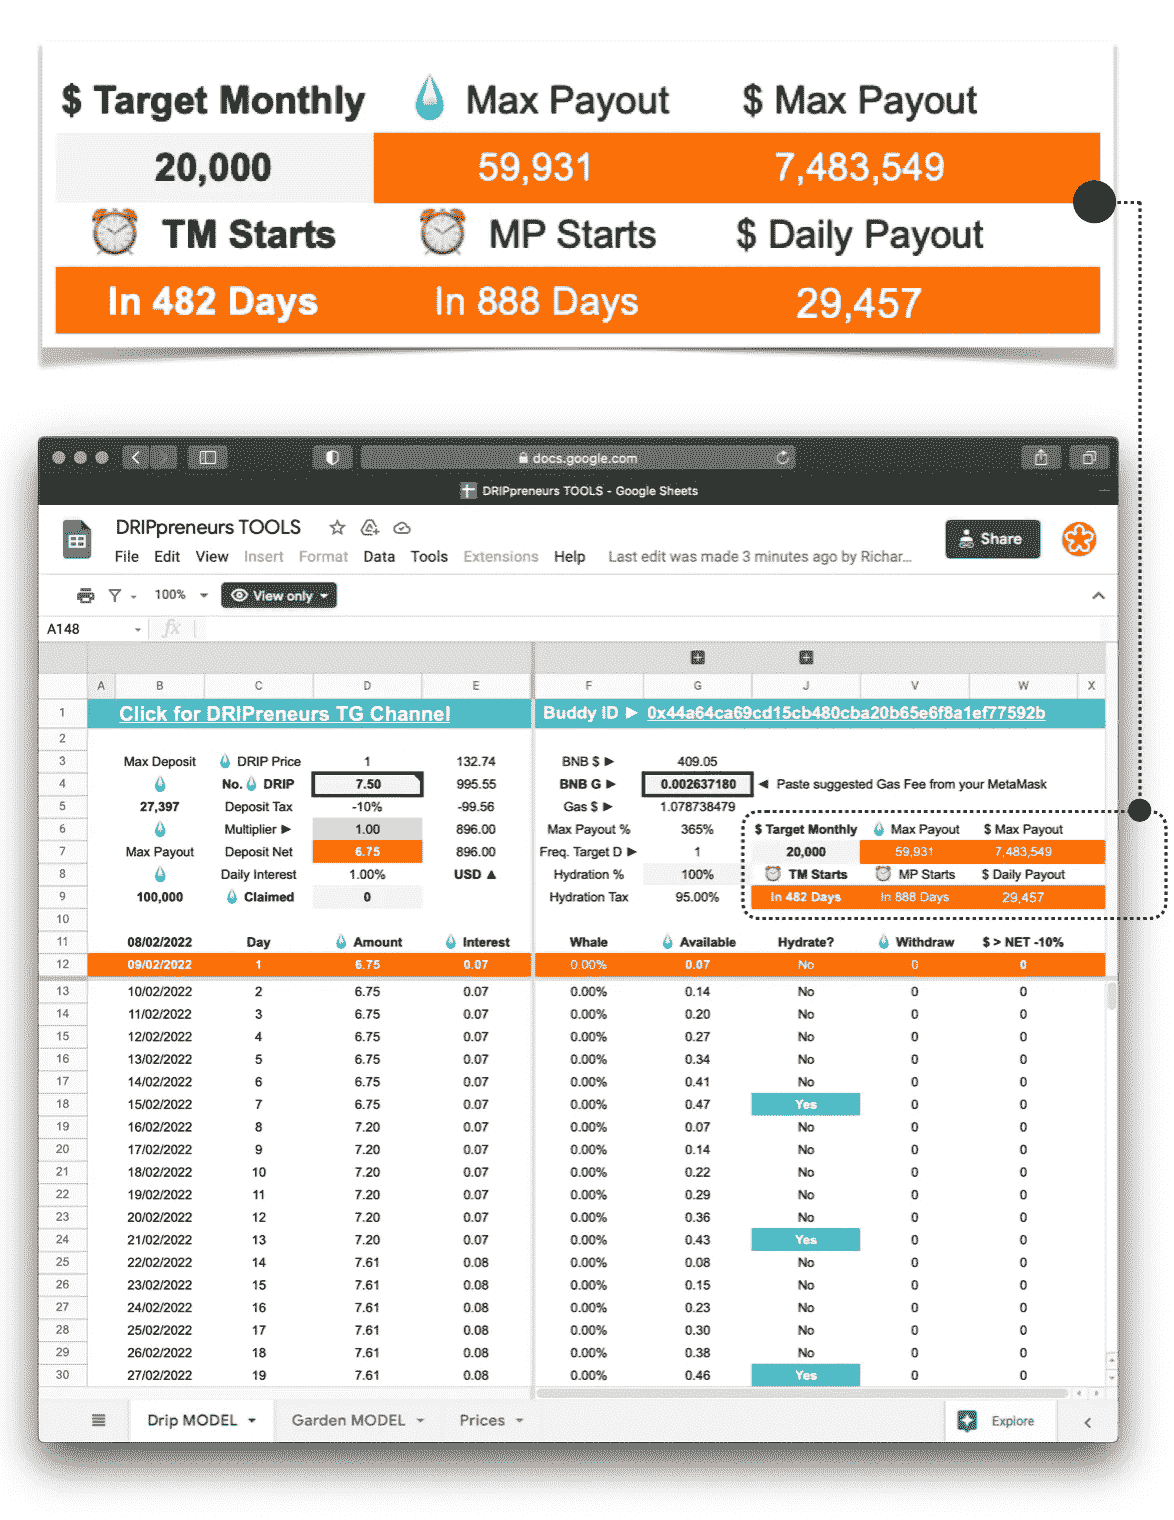 $ Target Monthly 💧 Max Payout $ Max Payout
20,000 59,931 7,483,549
⏰ TM Starts ⏰ MP Starts $ Daily Payout
In 482 Days In 888 Days 29,457
docs.google.com
DRIPpreneurs TOOLS - Google Sheets
DRIPpreneurs TOOLS
Share
File Edit View Insert Format Data Tools Extensions Help Last edit was made 3 minutes ago by Richar...
100% View only
A148 fx
A B C D E F G J V W X
1 Click for DRIPreneurs TG Channel Buddy ID ► 0x44a64ca69cd15cb480cba20b65e6f8a1ef77592b
2
3 Max Deposit 💧 DRIP Price 1 132.74 BNB $ ► 409.05
4 💧 No. 💧 DRIP 7.50 995.55 BNB G ► 0.002637180 ◄ Paste suggested Gas Fee from your MetaMask
5 27,397 Deposit Tax -10% -99.56 Gas $ ► 1.078738479
6 💧 Multiplier ► 1.00 896.00 Max Payout % 365% $ Target Monthly 💧 Max Payout $ Max Payout
7 Max Payout Deposit Net 6.75 896.00 Freq. Target D ► 1 20,000 59,931 7,483,549
8 💧 Daily Interest 1.00% USD ▲ Hydration % 100% ⏰ TM Starts ⏰ MP Starts $ Daily Payout
9 100,000 💧 Claimed 0 Hydration Tax 95.00% In 482 Days In 888 Days 29,457
10
11 08/02/2022 Day 💧 Amount 💧 Interest Whale 💧 Available Hydrate? 💧 Withdraw $ > NET -10%
12 09/02/2022 1 6.75 0.07 0.00% 0.07 No 0 0
13 10/02/2022 2 6.75 0.07 0.00% 0.14 No 0 0
14 11/02/2022 3 6.75 0.07 0.00% 0.20 No 0 0
15 12/02/2022 4 6.75 0.07 0.00% 0.27 No 0 0
16 13/02/2022 5 6.75 0.07 0.00% 0.34 No 0 0
17 14/02/2022 6 6.75 0.07 0.00% 0.41 No 0 0
18 15/02/2022 7 6.75 0.07 0.00% 0.47 Yes 0 0
19 16/02/2022 8 7.20 0.07 0.00% 0.07 No 0 0
20 17/02/2022 9 7.20 0.07 0.00% 0.14 No 0 0
21 18/02/2022 10 7.20 0.07 0.00% 0.22 No 0 0
22 19/02/2022 11 7.20 0.07 0.00% 0.29 No 0 0
23 20/02/2022 12 7.20 0.07 0.00% 0.36 No 0 0
24 21/02/2022 13 7.20 0.07 0.00% 0.43 Yes 0 0
25 22/02/2022 14 7.61 0.08 0.00% 0.08 No 0 0
26 23/02/2022 15 7.61 0.08 0.00% 0.15 No 0 0
27 24/02/2022 16 7.61 0.08 0.00% 0.23 No 0 0
28 25/02/2022 17 7.61 0.08 0.00% 0.30 No 0 0
29 26/02/2022 18 7.61 0.08 0.00% 0.38 No 0 0
30 27/02/2022 19 7.61 0.08 0.00% 0.46 Yes 0 0
Drip MODEL Garden MODEL Prices Explore